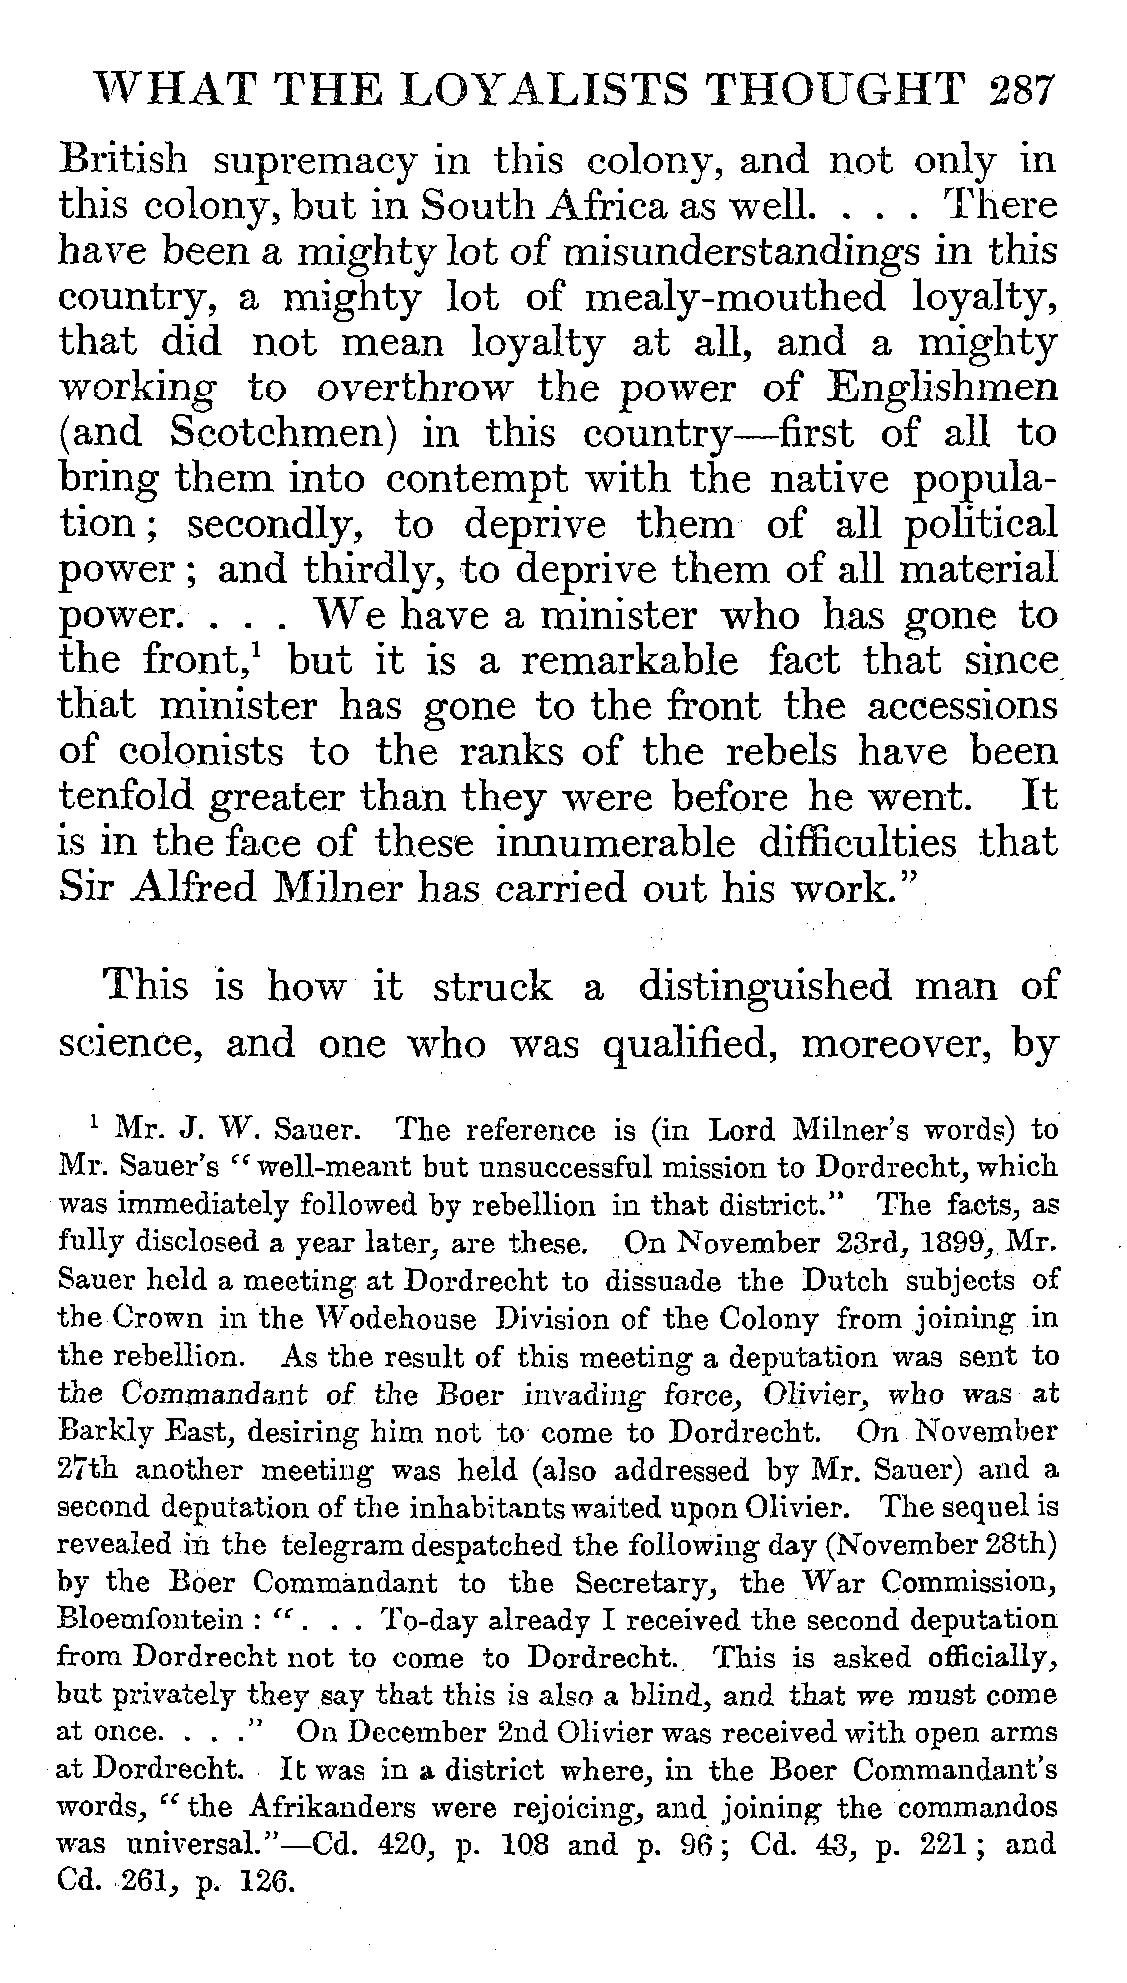 WHAT THE LOYALISTS THOUGHT 287
British supremacy in this colony, and not only in
this colony, but in South Africa as well. . . . There
have been a mighty lot of misunderstandings in this
country, a mighty lot of mealy-mouthed loyalty,
that did not mean loyalty at all, and a mighty
working to overthrow the power of Englishmen
(and Scotchmen) in this country—first of all to
bring them into contempt with the native popula-
tion; secondly, to deprive them of all political
power; and thirdly, to deprive them of all material
power. . . . We have a minister who has gone to
the front,¹ but it is a remarkable fact that since
that minister has gone to the front the accessions
of colonists to the ranks of the rebels have been
tenfold greater than they were before he went. It
is in the face of these innumerable difficulties that
Sir Alfred Milner has carried out his work."
This is how it struck a distinguished man of
science, and one who was qualified, moreover, by
¹ Mr. J. W. Sauer. The reference is (in Lord Milner's words) to
Mr. Sauer's "well-meant but unsuccessful mission to Dordrecht, which
was immediately followed by rebellion in that district." The facts, as
fully disclosed a year later, are these. On November 23rd, 1899, Mr.
Sauer held a meeting at Dordrecht to dissuade the Dutch subjects of
the Crown in the Wodehouse Division of the Colony from joining in
the rebellion. As the result of this meeting a deputation was sent to
the Commandant of the Boer invading force, Olivier, who was at
Barkly East, desiring him not to come to Dordrecht. On November
27th another meeting was held (also addressed by Mr. Sauer) and a
second deputation of the inhabitants waited upon Olivier. The sequel is
revealed in the telegram despatched the following day (November 28th)
by the Boer Commandant to the Secretary, the War Commission,
Bloemfontein: ". . . To-day already I received the second deputation
from Dordrecht not to come to Dordrecht. This is asked officially,
but privately they say that this is also a blind, and that we must come
at once. . . ." On December 2nd Olivier was received with open arms
at Dordrecht. It was in a district where, in the Boer Commandant's
words, "the Afrikanders were rejoicing, and joining the commandos
was universal."—Cd. 420, p. 108 and p. 96; Cd. 43, p. 221; and
Cd. 261, p. 126.